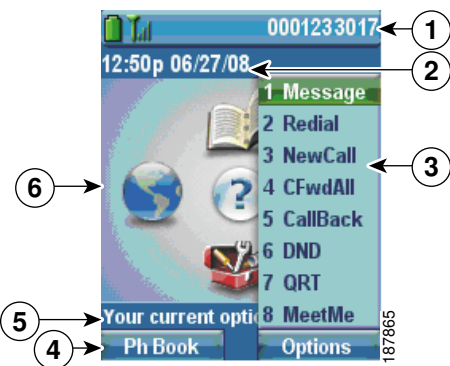 0001233017
1
12:50p 06/27/08
2
1 Message
2 Redial
3 NewCall
3
4 CFwdAll
6
5 CallBack
6 DND
7 QRT
5
Your current optio
8 MeetMe
4
Ph Book
Options
187865